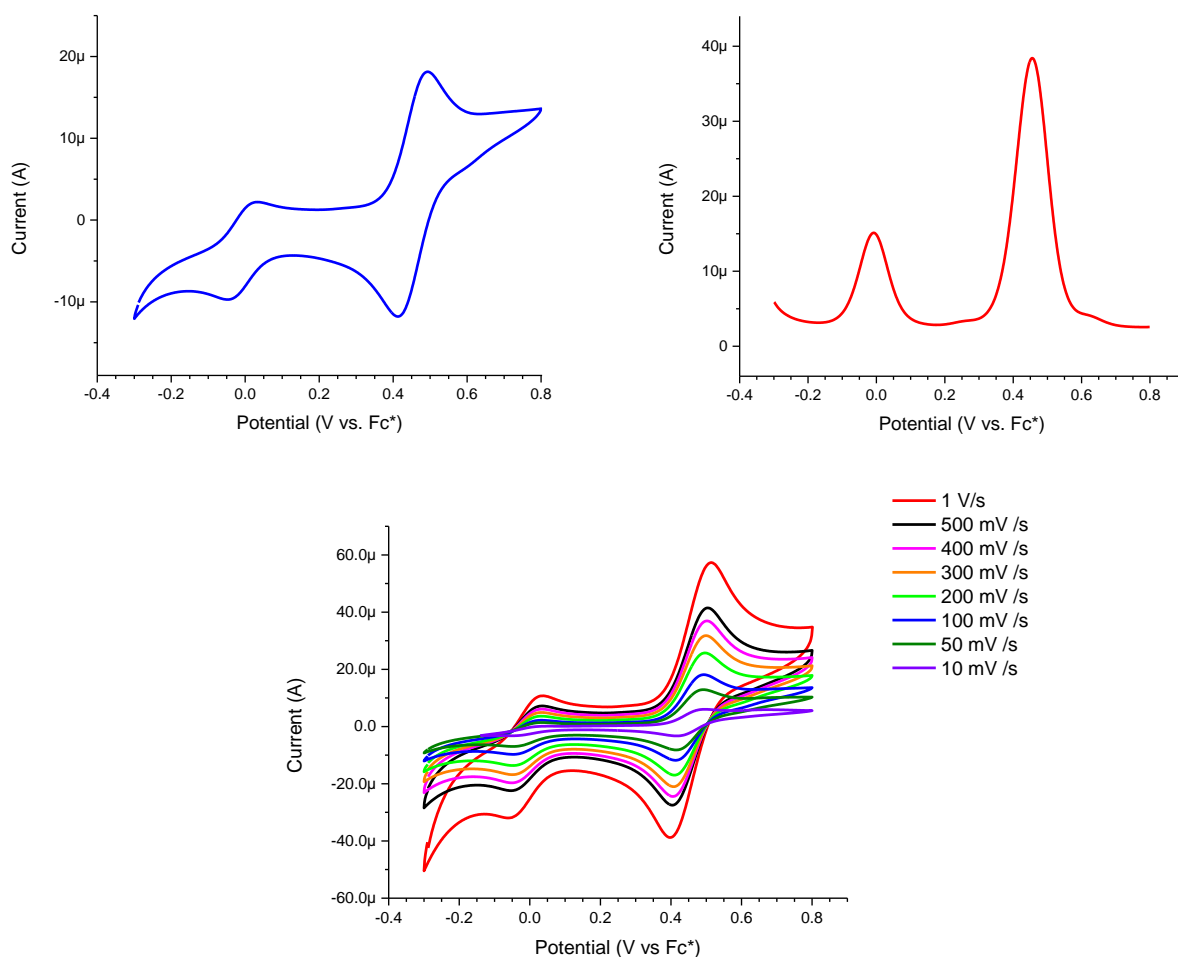 20µ
10µ
0
-10µ
-0.4 -0.2 0.0 0.2 0.4 0.6 0.8
Current (A)
Potential (V vs. Fc*)
40µ
30µ
20µ
10µ
0
-0.4 -0.2 0.0 0.2 0.4 0.6 0.8
Current (A)
Potential (V vs. Fc*)
60.0µ
40.0µ
20.0µ
0.0
-20.0µ
-40.0µ
-60.0µ
-0.4 -0.2 0.0 0.2 0.4 0.6 0.8
Current (A)
Potential (V vs Fc*)
1 V/s
500 mV /s
400 mV /s
300 mV /s
200 mV /s
100 mV /s
50 mV /s
10 mV /s